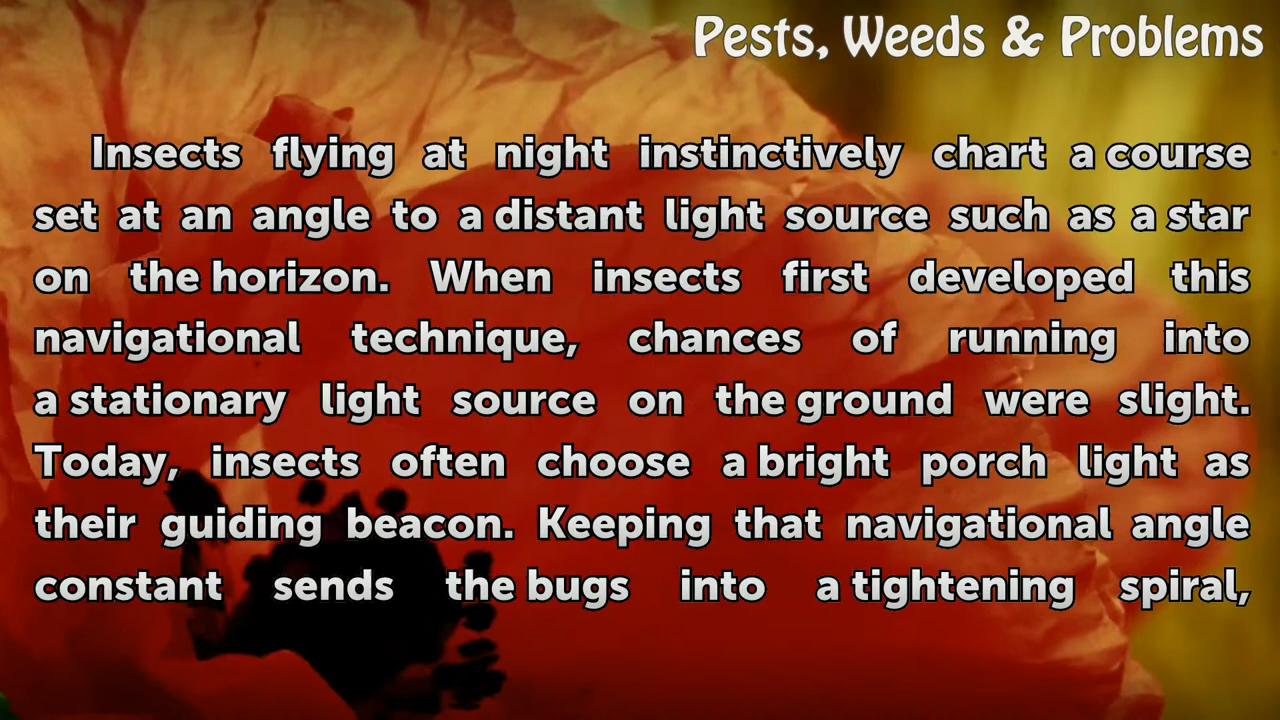 Pests, Weeds & Problems
Insects flying at night instinctively chart a course
set at an angle to a distant light source such as a star
on the horizon. When insects first developed this
navigational technique, chances of running into
a stationary light source on the ground were slight.
Today, insects often choose a bright porch light as
their guiding beacon. Keeping that navigational angle
constant sends the bugs into a tightening spiral,